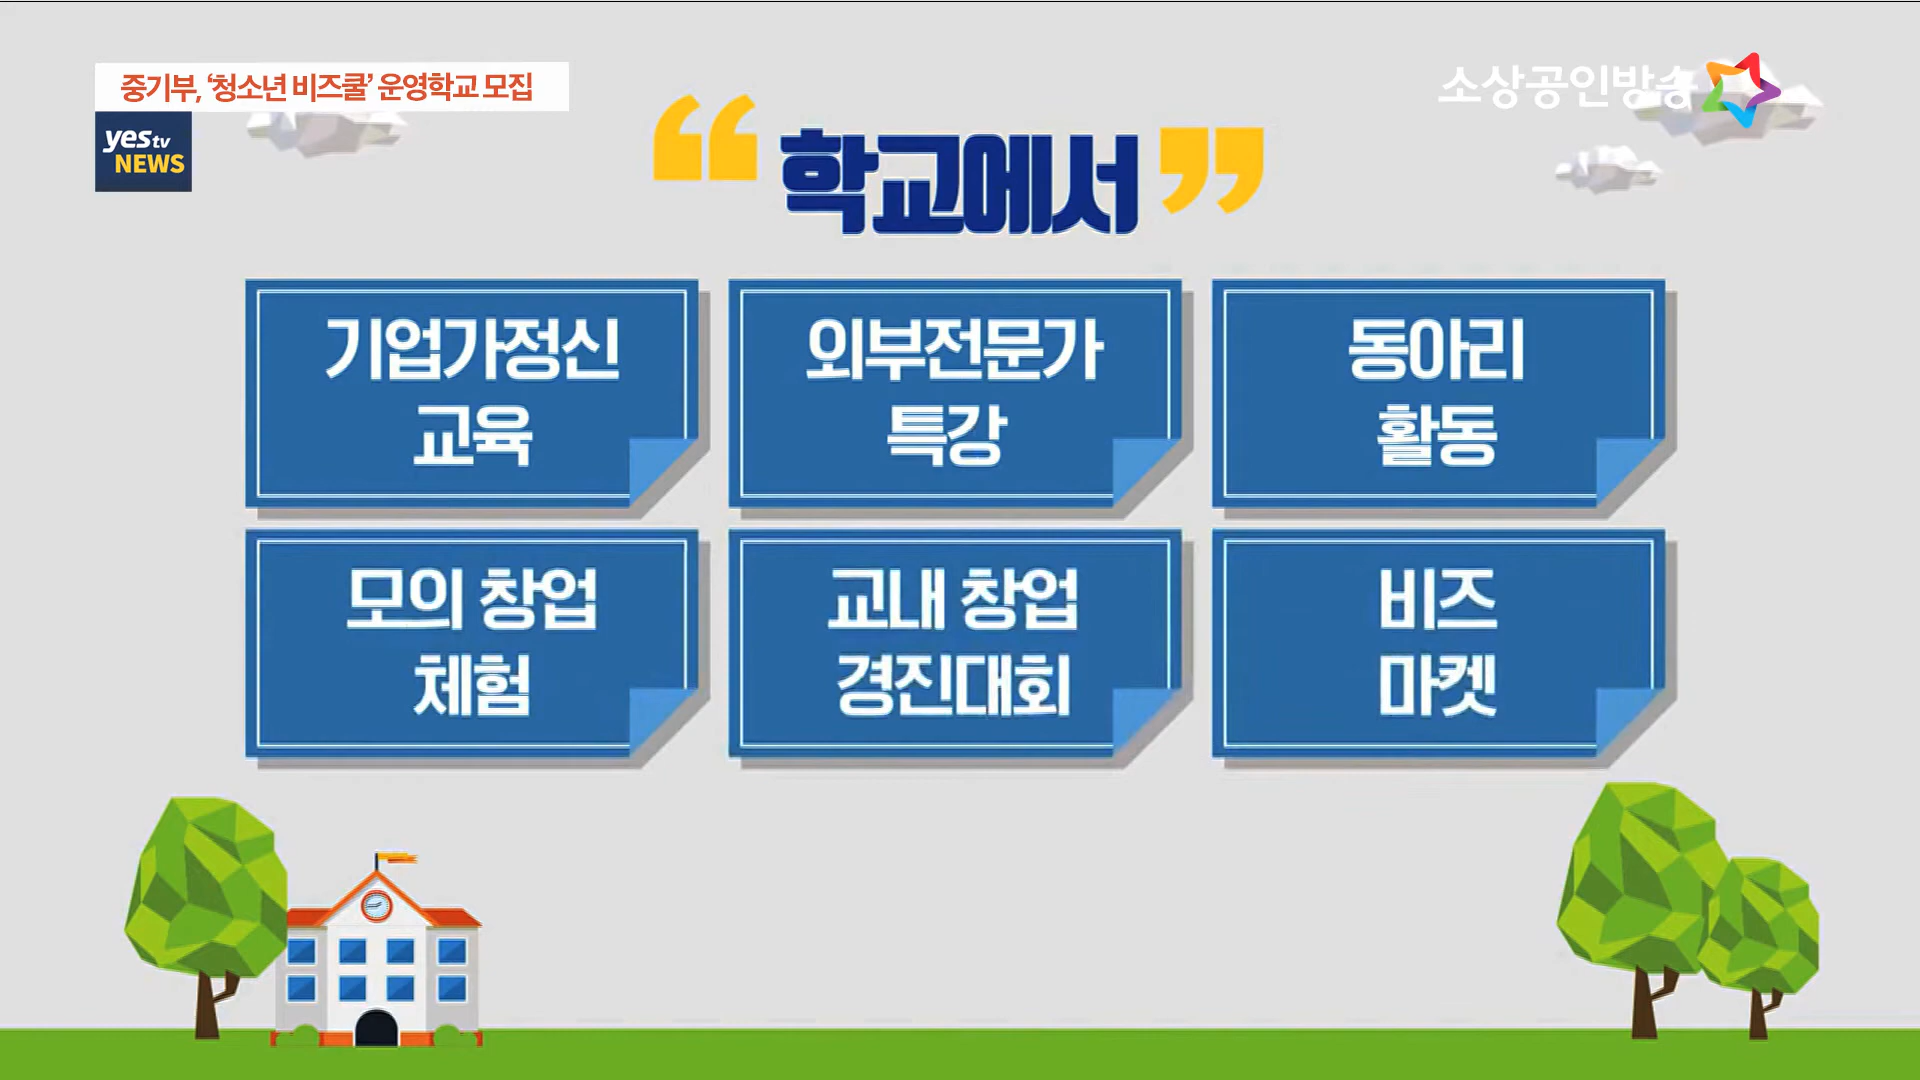 중기부, ‘청소년 비즈쿨’ 운영학교 모집
소상공인방송
yestv
NEWS
“ 학교에서 ”
기업가정신
교육
외부전문가
특강
동아리
활동
모의 창업
체험
교내 창업
경진대회
비즈
마켓